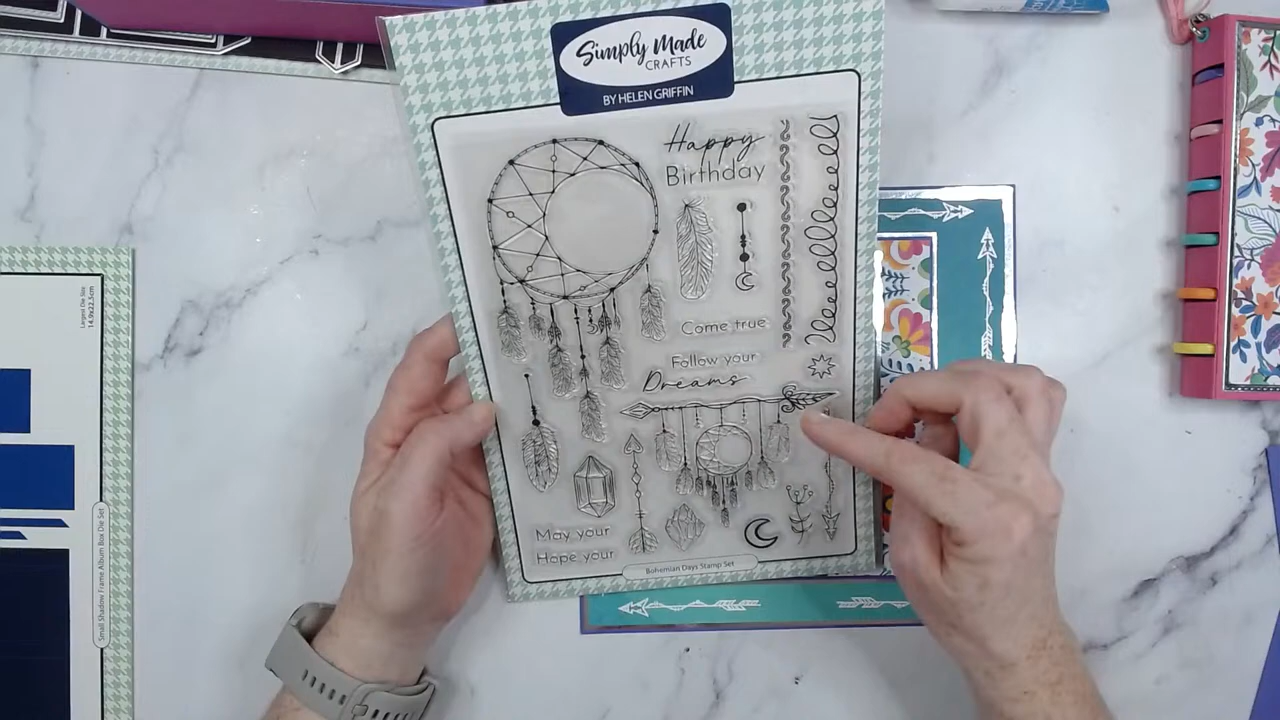 Simply Made
CRAFTS
BY HELEN GRIFFIN
Happy
Birthday
Come true
Follow your
Dreams
May your
Hope your
Bohemian Days Stamp Set
Largest Die Size:
14.9x22.5cm
Small Shadow Frame Album Box Die Set